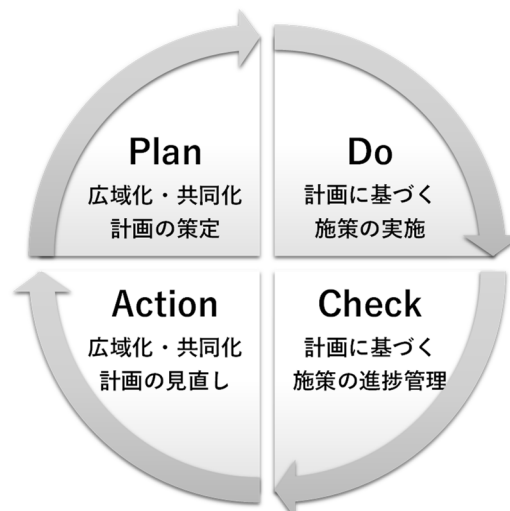 Plan
広域化・共同化
計画の策定
Do
計画に基づく
施策の実施
Action
広域化・共同化
計画の見直し
Check
計画に基づく
施策の進捗管理